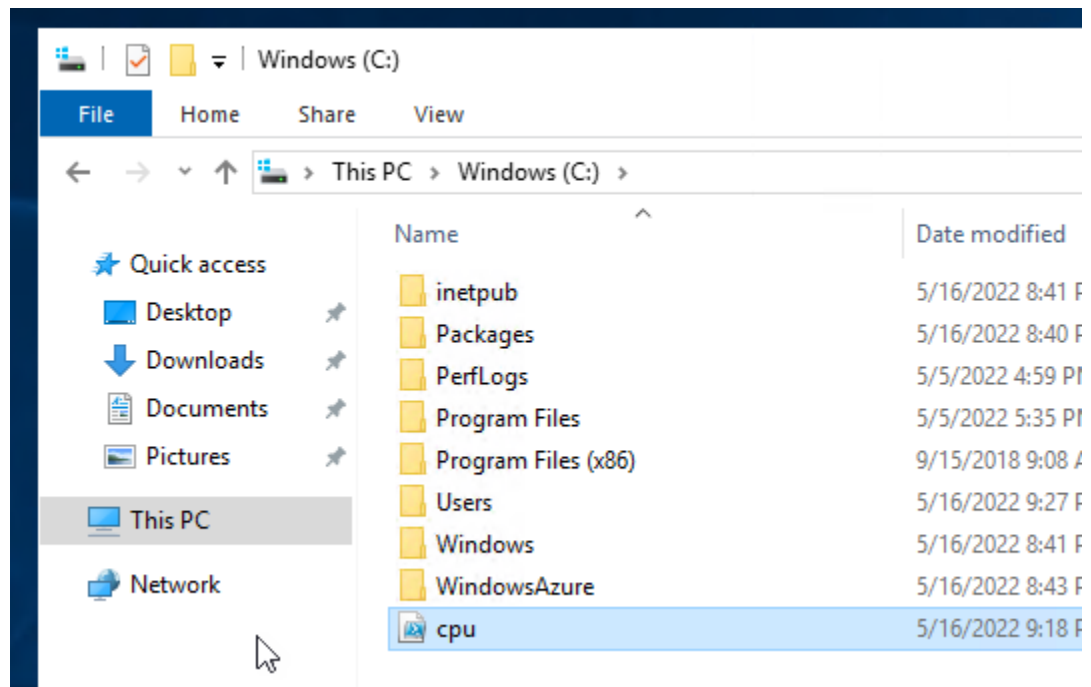 Windows (C:)
File Home Share View
This PC Windows (C:)
Name Date modified
Quick access
Desktop
Downloads
Documents
Pictures
This PC
Network
inetpub 5/16/2022 8:41 P
Packages 5/16/2022 8:40 P
PerfLogs 5/5/2022 4:59 PM
Program Files 5/5/2022 5:35 PM
Program Files (x86) 9/15/2018 9:08 A
Users 5/16/2022 9:27 P
Windows 5/16/2022 8:41 P
WindowsAzure 5/16/2022 8:43 P
cpu 5/16/2022 9:18 P